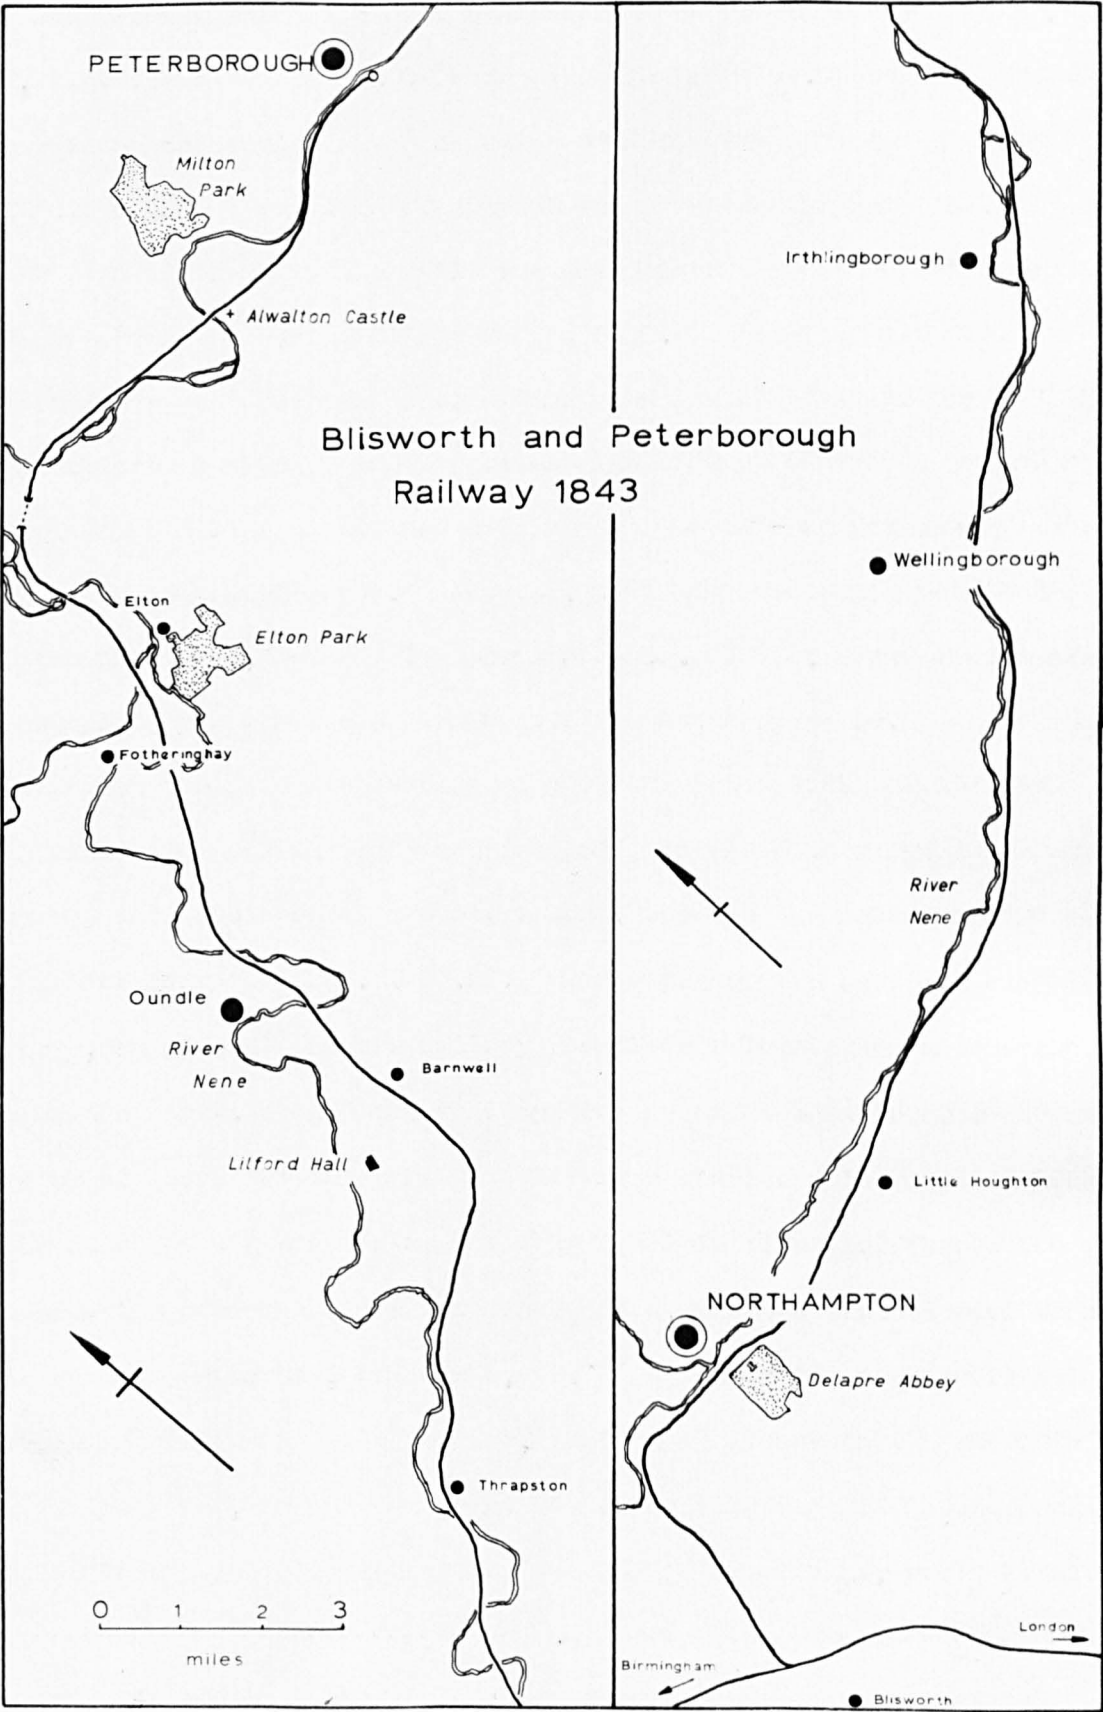 PETERBOROUGH
Milton
Park
Alwalton Castle
Blisworth and Peterborough
Railway 1843
Elton
Elton Park
Fotheringhay
Oundle
River
Nene
Barnwell
Lilford Hall
Thrapston
0 1 2 3
miles
Irthlingborough
Wellingborough
River
Nene
Little Houghton
NORTHAMPTON
Delapre Abbey
London
Birmingham
Blisworth